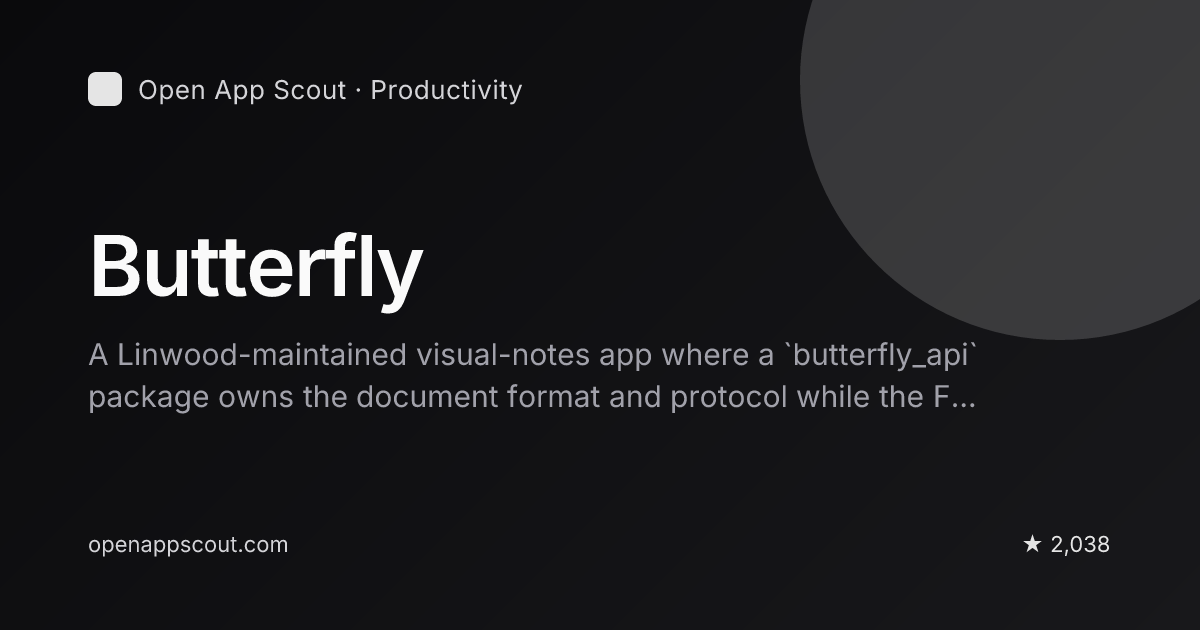 Open App Scout · Productivity
Butterfly
A Linwood-maintained visual-notes app where a `butterfly_api`
package owns the document format and protocol while the F…
openappscout.com
★ 2,038